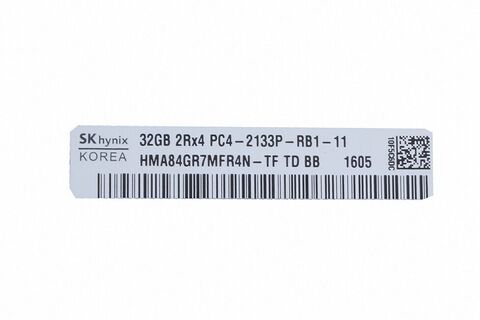 SK hynix 32GB 2Rx4 PC4-2133P-RB1-11
KOREA HMA84GR7MFR4N-TF TD BB 1605